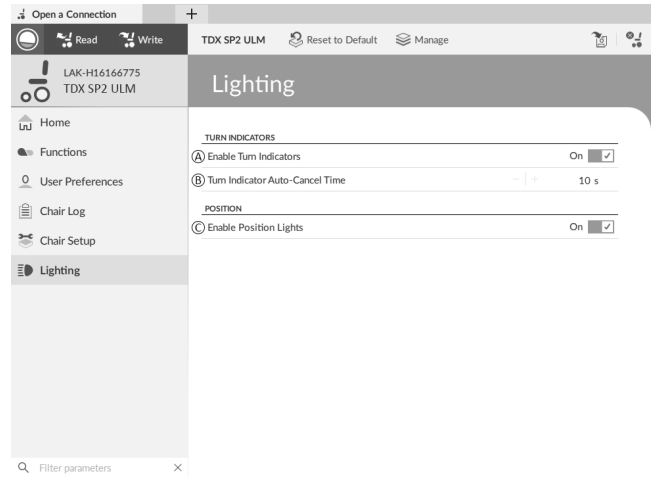 Open a Connection
+
Read Write TDX SP2 ULM Reset to Default Manage
LAK-H16166775
TDX SP2 ULM
Lighting
Home
Functions
User Preferences
Chair Log
Chair Setup
Lighting
TURN INDICATORS
A Enable Turn Indicators On
B Turn Indicator Auto-Cancel Time − + 10 s
POSITION
C Enable Position Lights On
Filter parameters